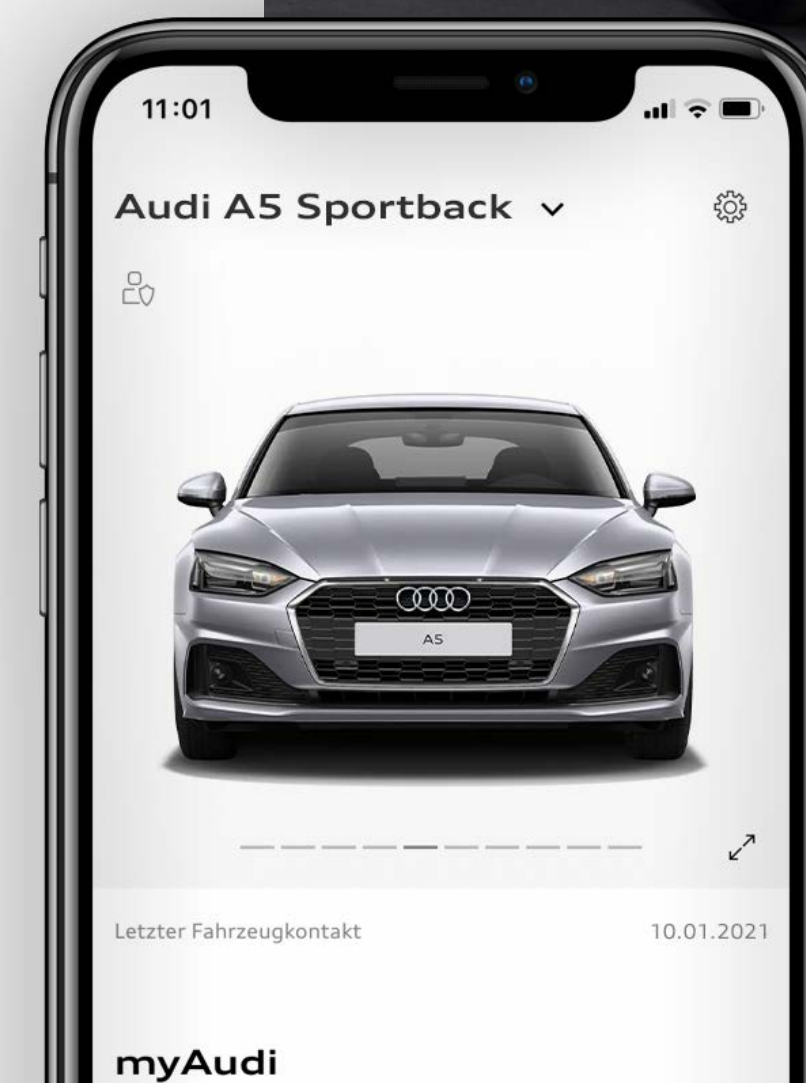 11:01
Audi A5 Sportback
A5
Letzter Fahrzeugkontakt 10.01.2021
myAudi